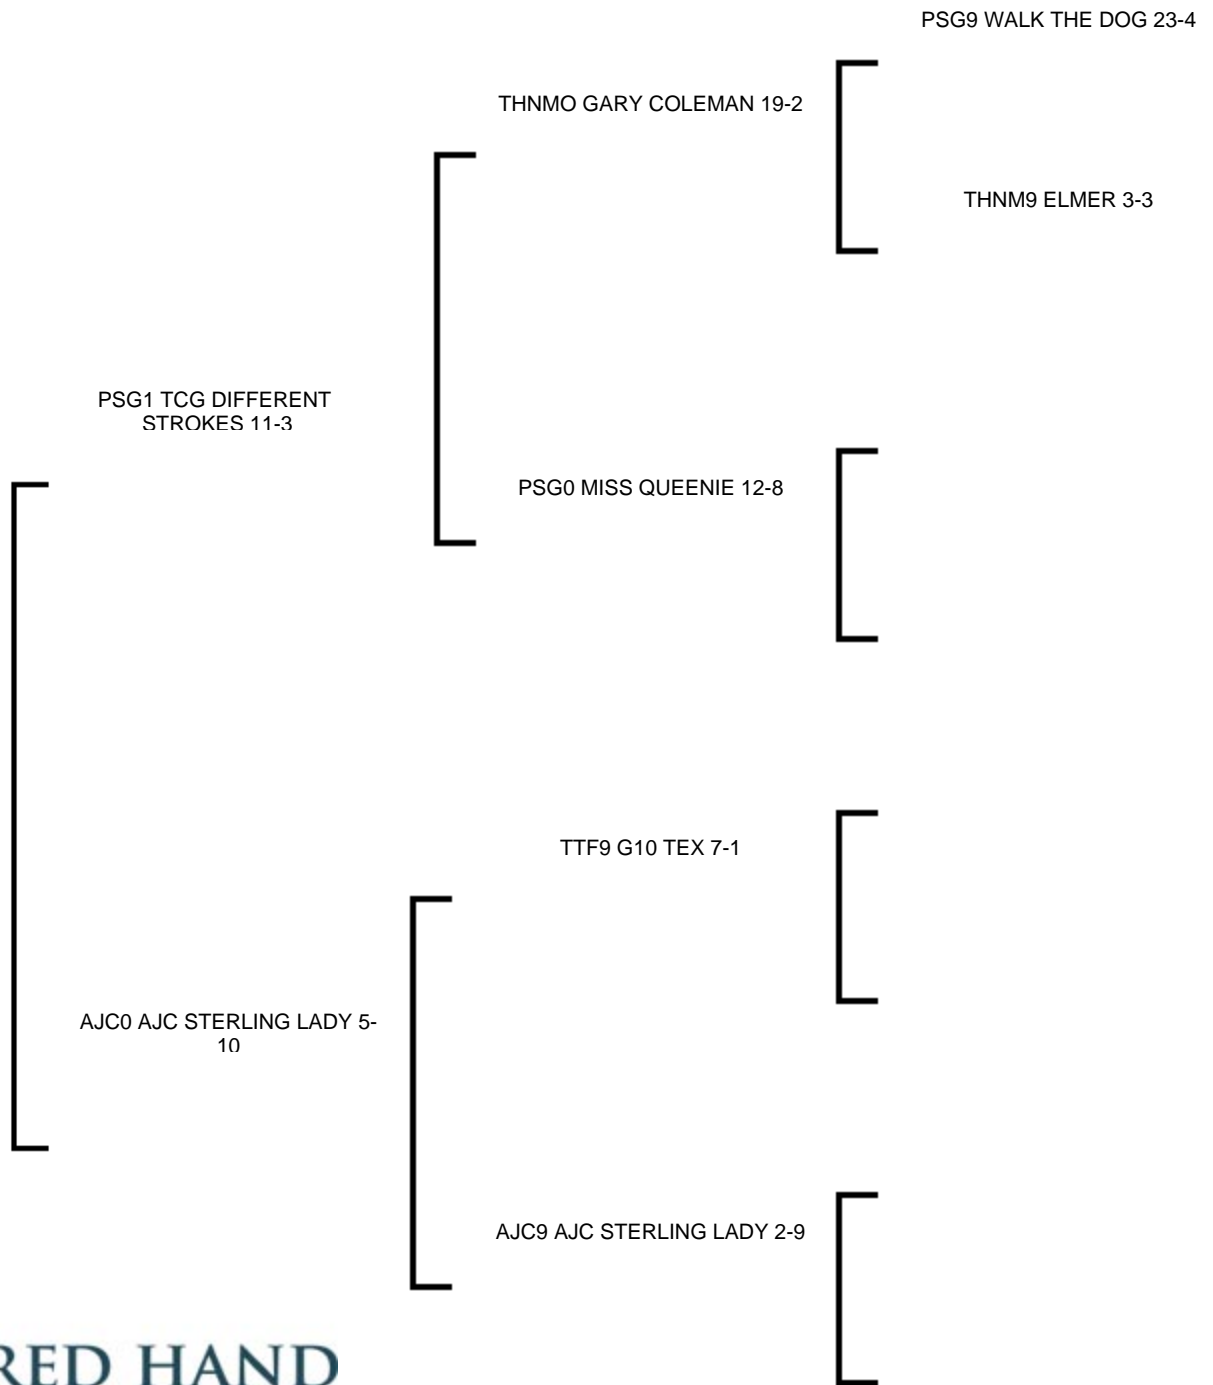 PSG9 WALK THE DOG 23-4
THNMO GARY COLEMAN 19-2
THNM9 ELMER 3-3
PSG1 TCG DIFFERENT
STROKES 11-3
PSG0 MISS QUEENIE 12-8
TTF9 G10 TEX 7-1
AJC0 AJC STERLING LADY 5-
10
AJC9 AJC STERLING LADY 2-9
RED HAND